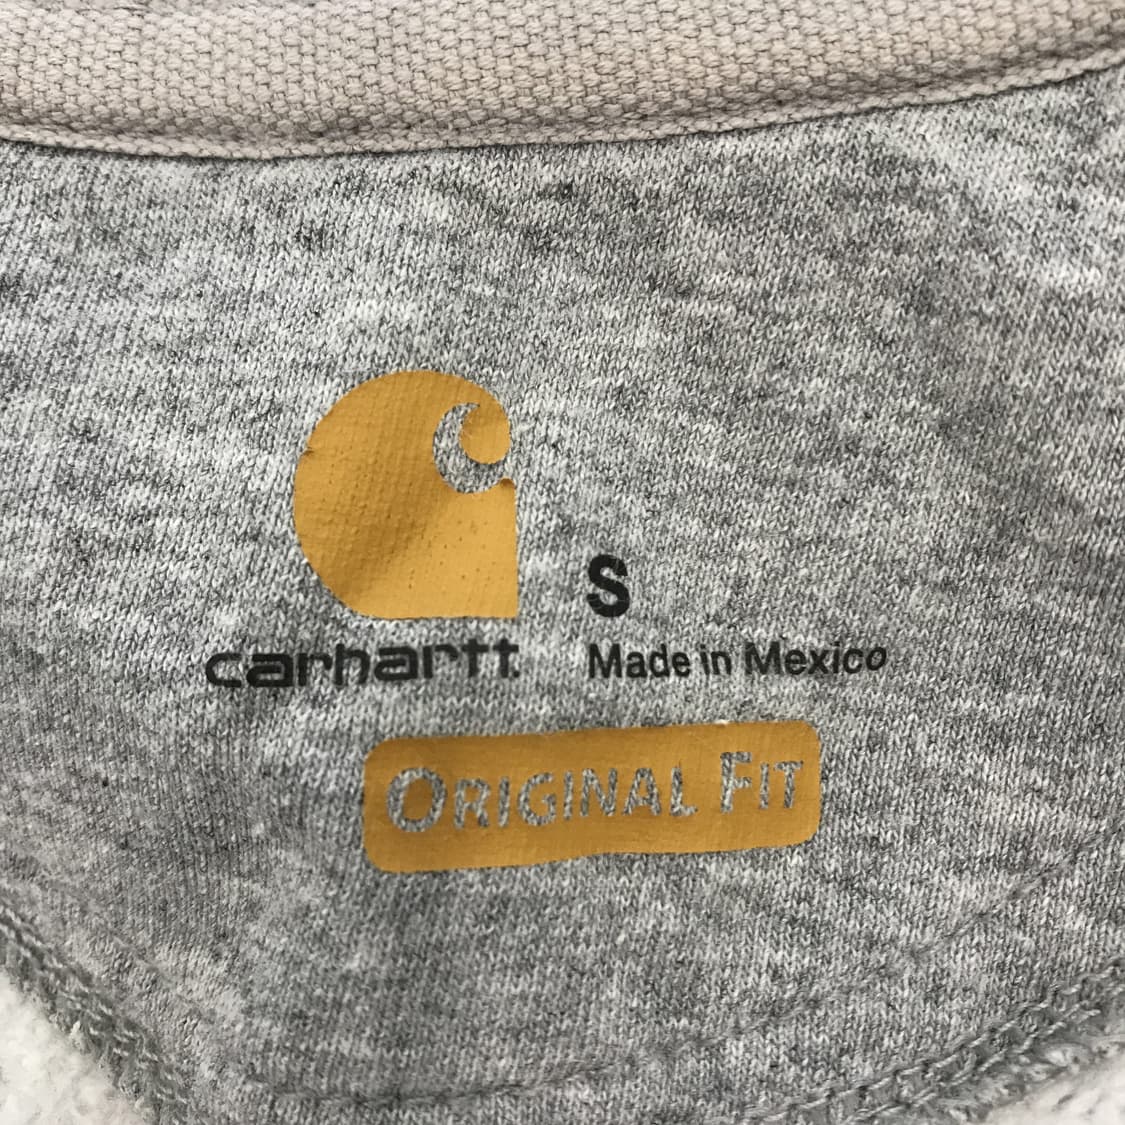 S
carhartt.
Made in Mexico
ORIGINAL FIT